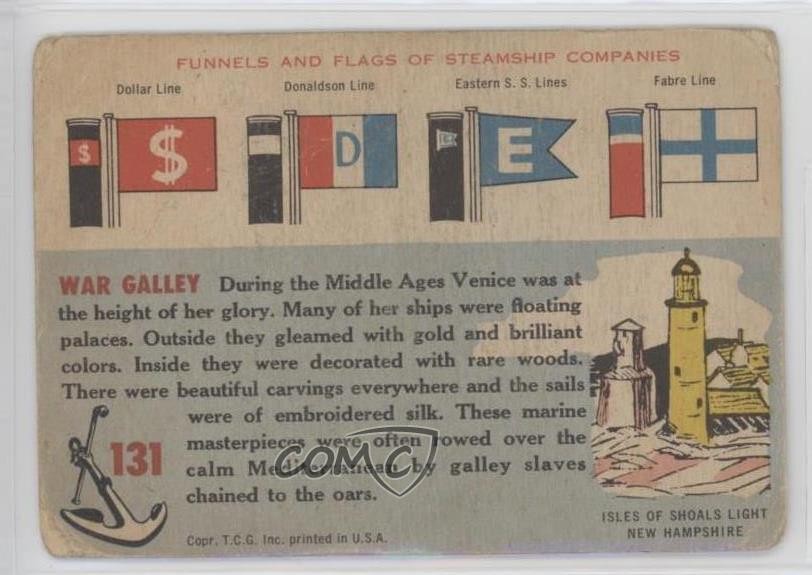 FUNNELS AND FLAGS OF STEAMSHIP COMPANIES
Dollar Line Donaldson Line Eastern S. S. Lines Fabre Line
$ $ D E E
WAR GALLEY During the Middle Ages Venice was at
the height of her glory. Many of her ships were floating
palaces. Outside they gleamed with gold and brilliant
colors. Inside they were decorated with rare woods.
There were beautiful carvings everywhere and the sails
were of embroidered silk. These marine
masterpieces were often rowed over the
calm Mediterranean by galley slaves
chained to the oars.
131
COMC
ISLES OF SHOALS LIGHT
NEW HAMPSHIRE
Copr. T.C.G. Inc. printed in U.S.A.